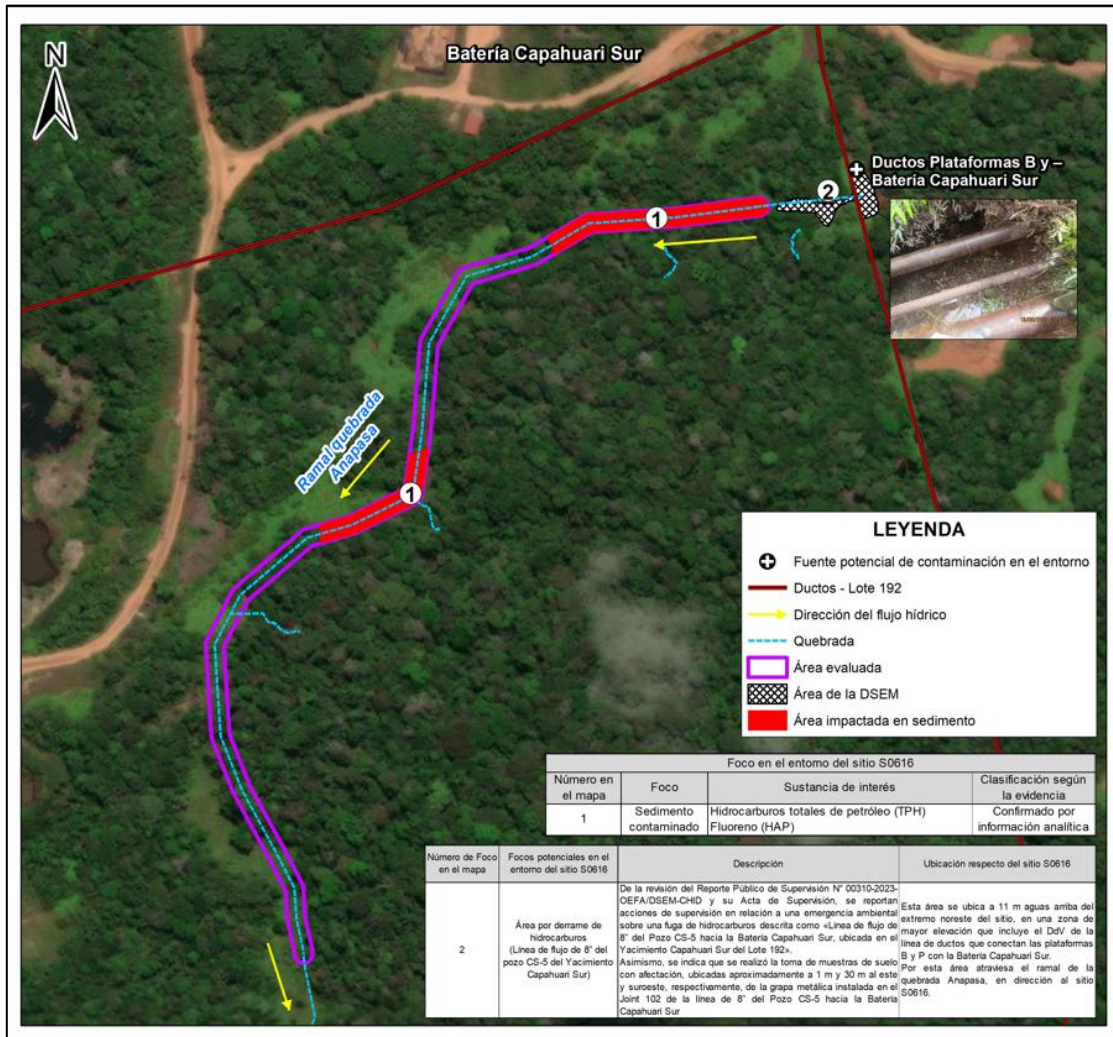 N
Batería Capahuari Sur
Ductos Plataformas B y –
Batería Capahuari Sur
2
1
Ramal quebrada
Anapasa
1
LEYENDA
Fuente potencial de contaminación en el entorno
Ductos - Lote 192
Dirección del flujo hídrico
Quebrada
Área evaluada
Área de la DSEM
Área impactada en sedimento
Foco en el entorno del sitio S0616
Número en el mapa Foco Sustancia de interés Clasificación según la evidencia
1 Sedimento contaminado Hidrocarburos totales de petróleo (TPH) Confirmado por información analítica
Fluoreno (HAP)
Número de Foco en el mapa Focos potenciales en el entorno del sitio S0616 Descripción Ubicación respecto del sitio S0616
2
Área por derrame de
hidrocarburos
(Línea de flujo de 8" del
pozo CS-5 del Yacimiento
Capahuari Sur)
De la revisión del Reporte Público de Supervisión N° 00310-2023-
OEFA/DSEM-CHID y su Acta de Supervisión, se reportan
acciones de supervisión en relación a una emergencia ambiental
sobre una fuga de hidrocarburos descrita como «Línea de flujo de
8" del Pozo CS-5 hacia la Batería Capahuari Sur, ubicada en el
Yacimiento Capahuari Sur del Lote 192».
Asimismo, se indica que se realizó la toma de muestras de suelo
con afectación, ubicadas aproximadamente a 1 m y 30 m al este
y suroeste, respectivamente, de la grapa metálica instalada en el
Joint 102 de la línea de 8" del Pozo CS-5 hacia la Batería
Capahuari Sur
Esta área se ubica a 11 m aguas arriba del
extremo noreste del sitio, en una zona de
mayor elevación que incluye el DdV de la
línea de ductos que conectan las plataformas
B y P con la Batería Capahuari Sur.
Por esta área atraviesa el ramal de la
quebrada Anapasa, en dirección al sitio
S0616.